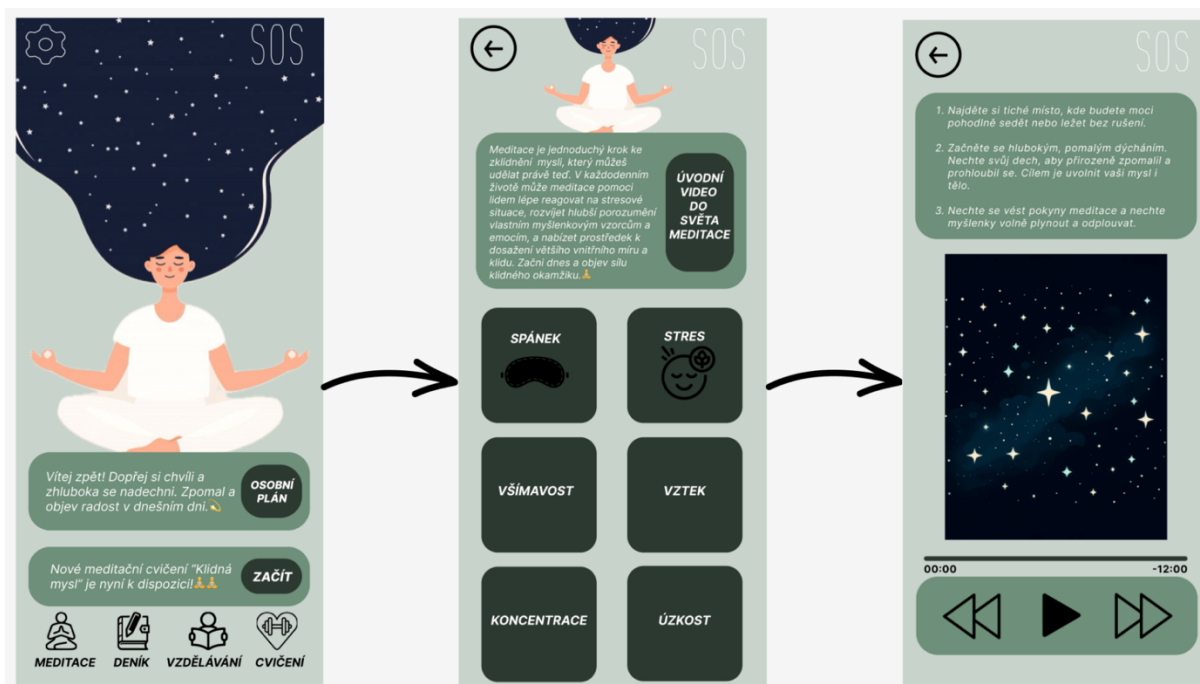 SOS
Vítej zpět! Dopřej si chvíli a
zhluboka se nadechni. Zpomal a
objev radost v dnešním dni.💫
OSOBNÍ
PLÁN
Nové meditační cvičení “Klidná
mysl” je nyní k dispozici!🧘🧘
ZAČÍT
MEDITACE
DENÍK
VZDĚLÁVÁNÍ
CVIČENÍ
SOS
Meditace je jednoduchý krok ke
zklidnění mysli, který můžeš
udělat právě teď. V každodenním
životě může meditace pomoci
lidem lépe reagovat na stresové
situace, rozvíjet hlubší porozumění
vlastním myšlenkovým vzorcům a
emocím, a nabízet prostředek k
dosažení většího vnitřního míru a
klidu. Začni dnes a objev sílu
klidného okamžiku.🧘
ÚVODNÍ
VIDEO
DO
SVĚTA
MEDITACE
SPÁNEK
STRES
VŠÍMAVOST
VZTEK
KONCENTRACE
ÚZKOST
SOS
1. Najděte si tiché místo, kde budete moci
pohodlně sedět nebo ležet bez rušení.
2. Začněte se hlubokým, pomalým dýcháním.
Nechte svůj dech, aby přirozeně zpomalil a
prohloubil se. Cílem je uvolnit vaši mysl i
tělo.
3. Nechte se vést pokyny meditace a nechte
myšlenky volně plynout a odplouvat.
00:00
-12:00